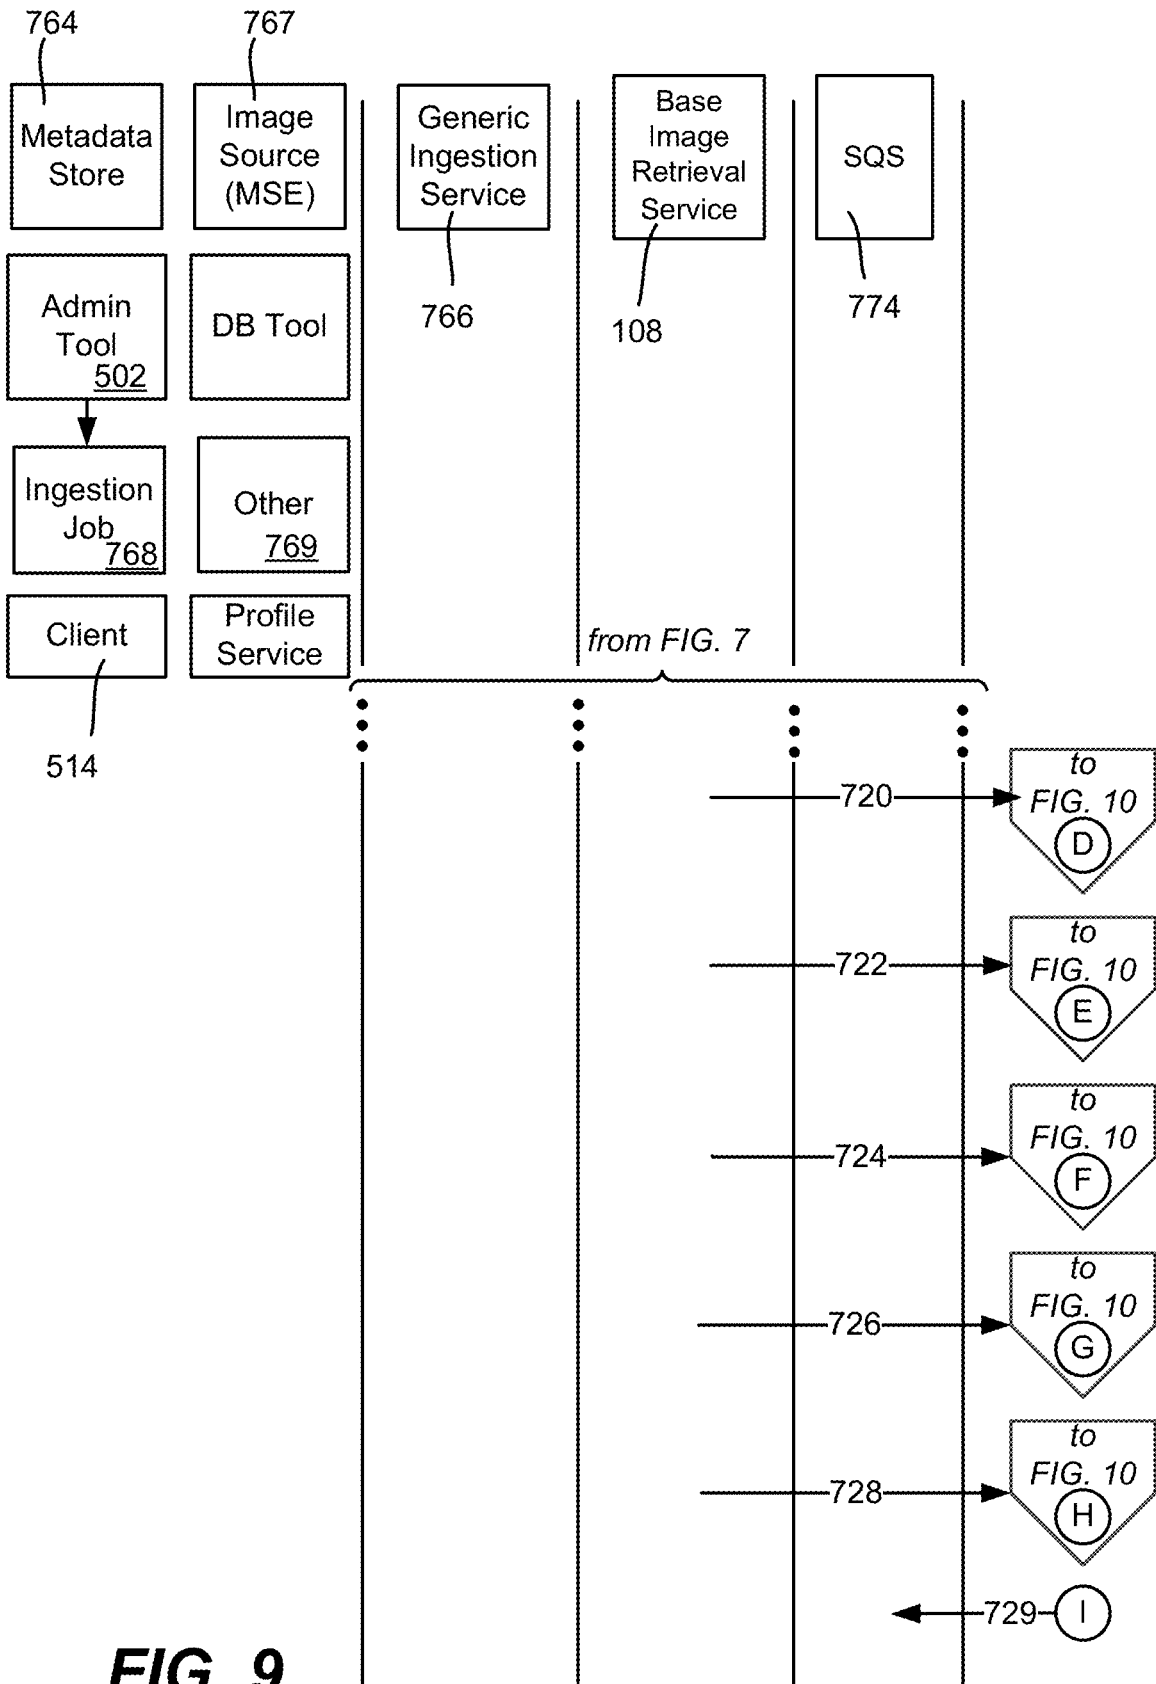 764
767
Metadata
Store
Image
Source
(MSE)
Generic
Ingestion
Service
Base
Image
Retrieval
Service
SQS
766
108
774
Admin
Tool
502
DB Tool
Ingestion
Job
768
Other
769
Client
Profile
Service
514
from FIG. 7
720
to
FIG. 10
D
722
to
FIG. 10
E
724
to
FIG. 10
F
726
to
FIG. 10
G
728
to
FIG. 10
H
729
I
FIG. 9